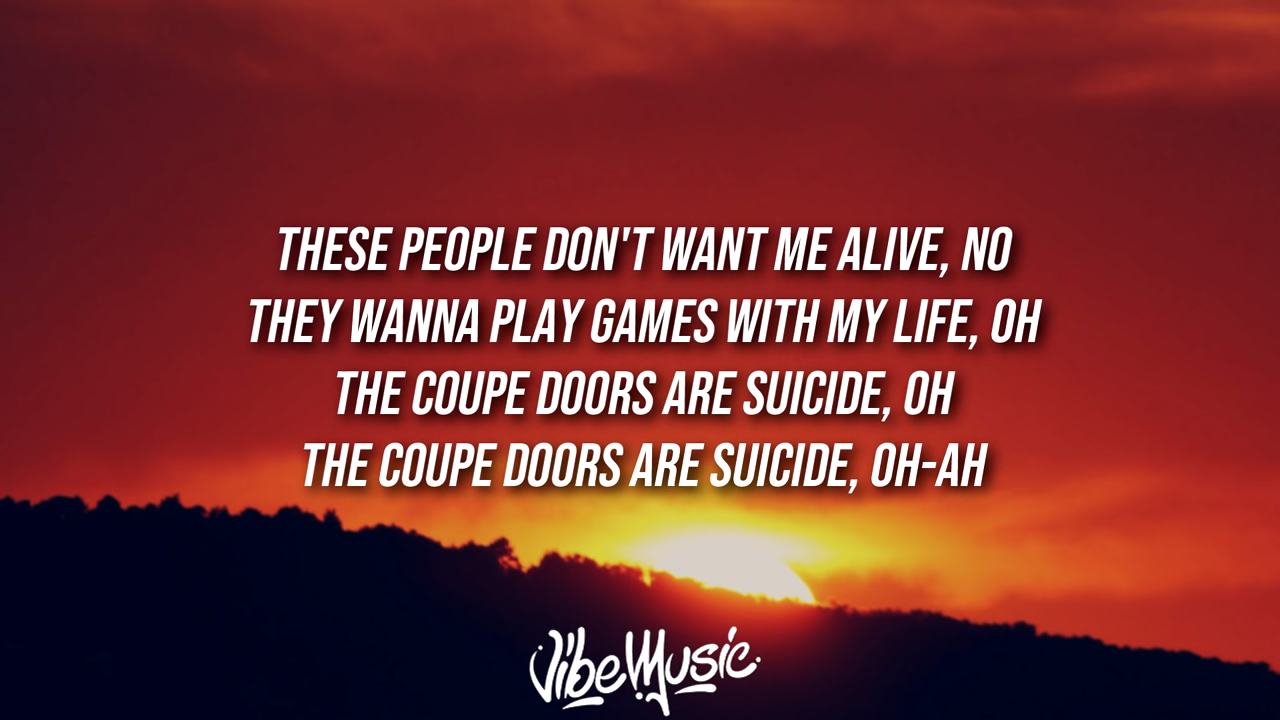 THESE PEOPLE DON'T WANT ME ALIVE, NO
THEY WANNA PLAY GAMES WITH MY LIFE, OH
THE COUPE DOORS ARE SUICIDE, OH
THE COUPE DOORS ARE SUICIDE, OH-AH
VibeMusic